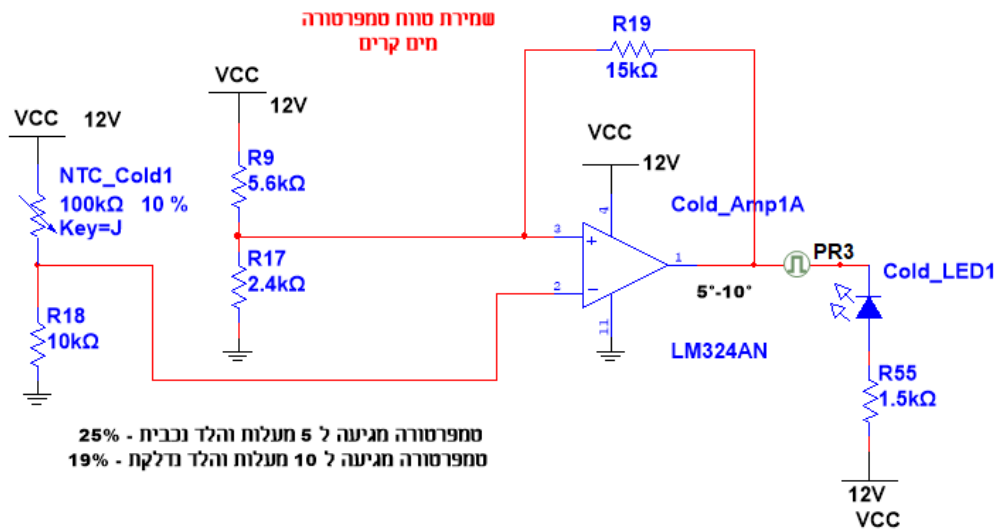 שמירת טווח טמפרטורה
מים קרים
R19
15kΩ
VCC
12V
VCC
12V
VCC
12V
NTC_Cold1
100kΩ 10 %
Key=J
R9
5.6kΩ
R17
2.4kΩ
R18
10kΩ
4
3
2
1
11
Cold_Amp1A
5°-10°
LM324AN
PR3
Cold_LED1
R55
1.5kΩ
12V
VCC
טמפרטורה מגיעה ל 5 מעלות והלד נכבית - 25%
טמפרטורה מגיעה ל 10 מעלות והלד נדלקת - 19%